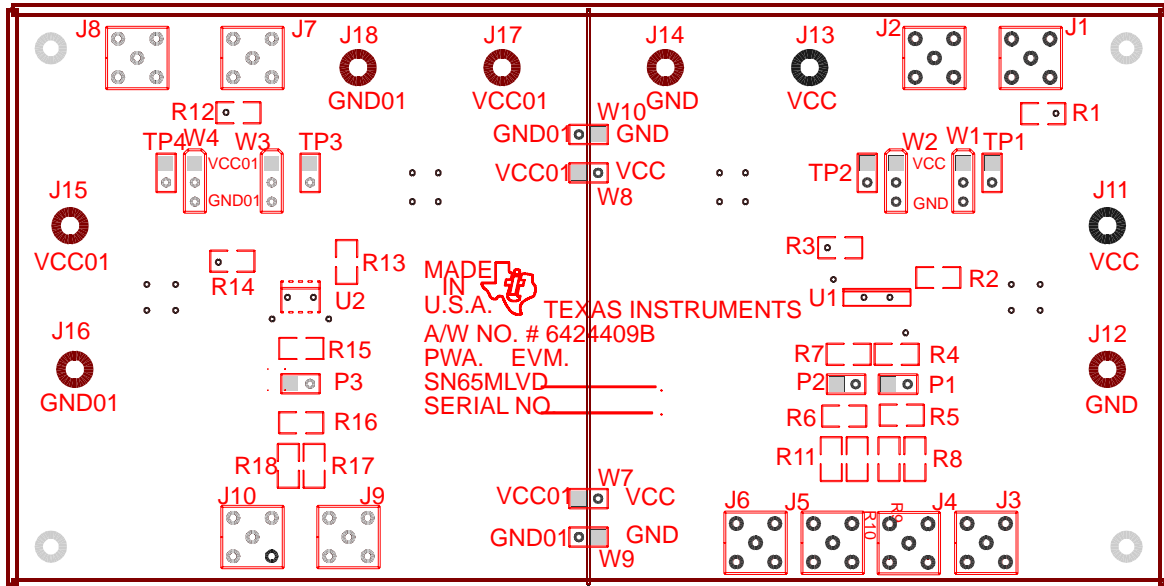 J8
J7
J18
J17
J14
J13
J2
J1
GND01
VCC01
GND
VCC
R12
R1
W10
GND01
GND
TP4
W4
W3
TP3
VCC01
GND01
VCC01
VCC
W8
TP2
W2
W1
TP1
VCC
GND
J15
VCC01
J11
VCC
R14
R13
R3
R2
U2
U1
MADE
IN
U.S.A.
TEXAS INSTRUMENTS
A/W NO. # 6424409B
PWA. EVM.
SN65MLVD
SERIAL NO
J16
GND01
J12
GND
R15
P3
R16
R18
R17
R7
R4
P2
P1
R6
R5
R11
R8
W7
VCC01
VCC
GND01
GND
W9
J10
J9
J6
J5
R10
R9
J4
J3